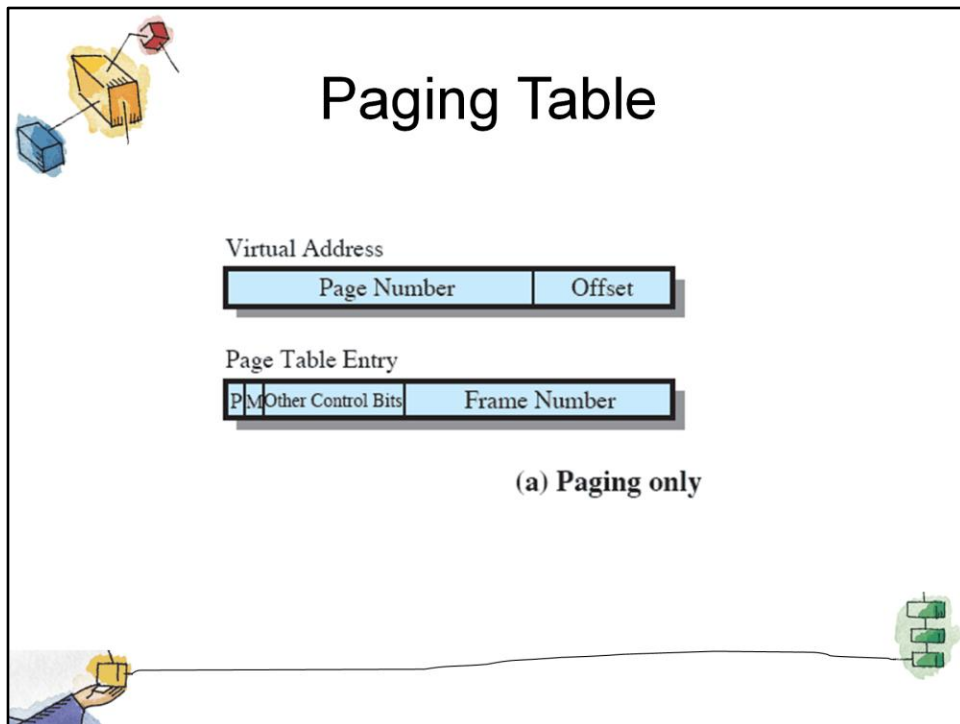 Paging Table
Virtual Address
Page Number Offset
Page Table Entry
P M Other Control Bits Frame Number
(a) Paging only